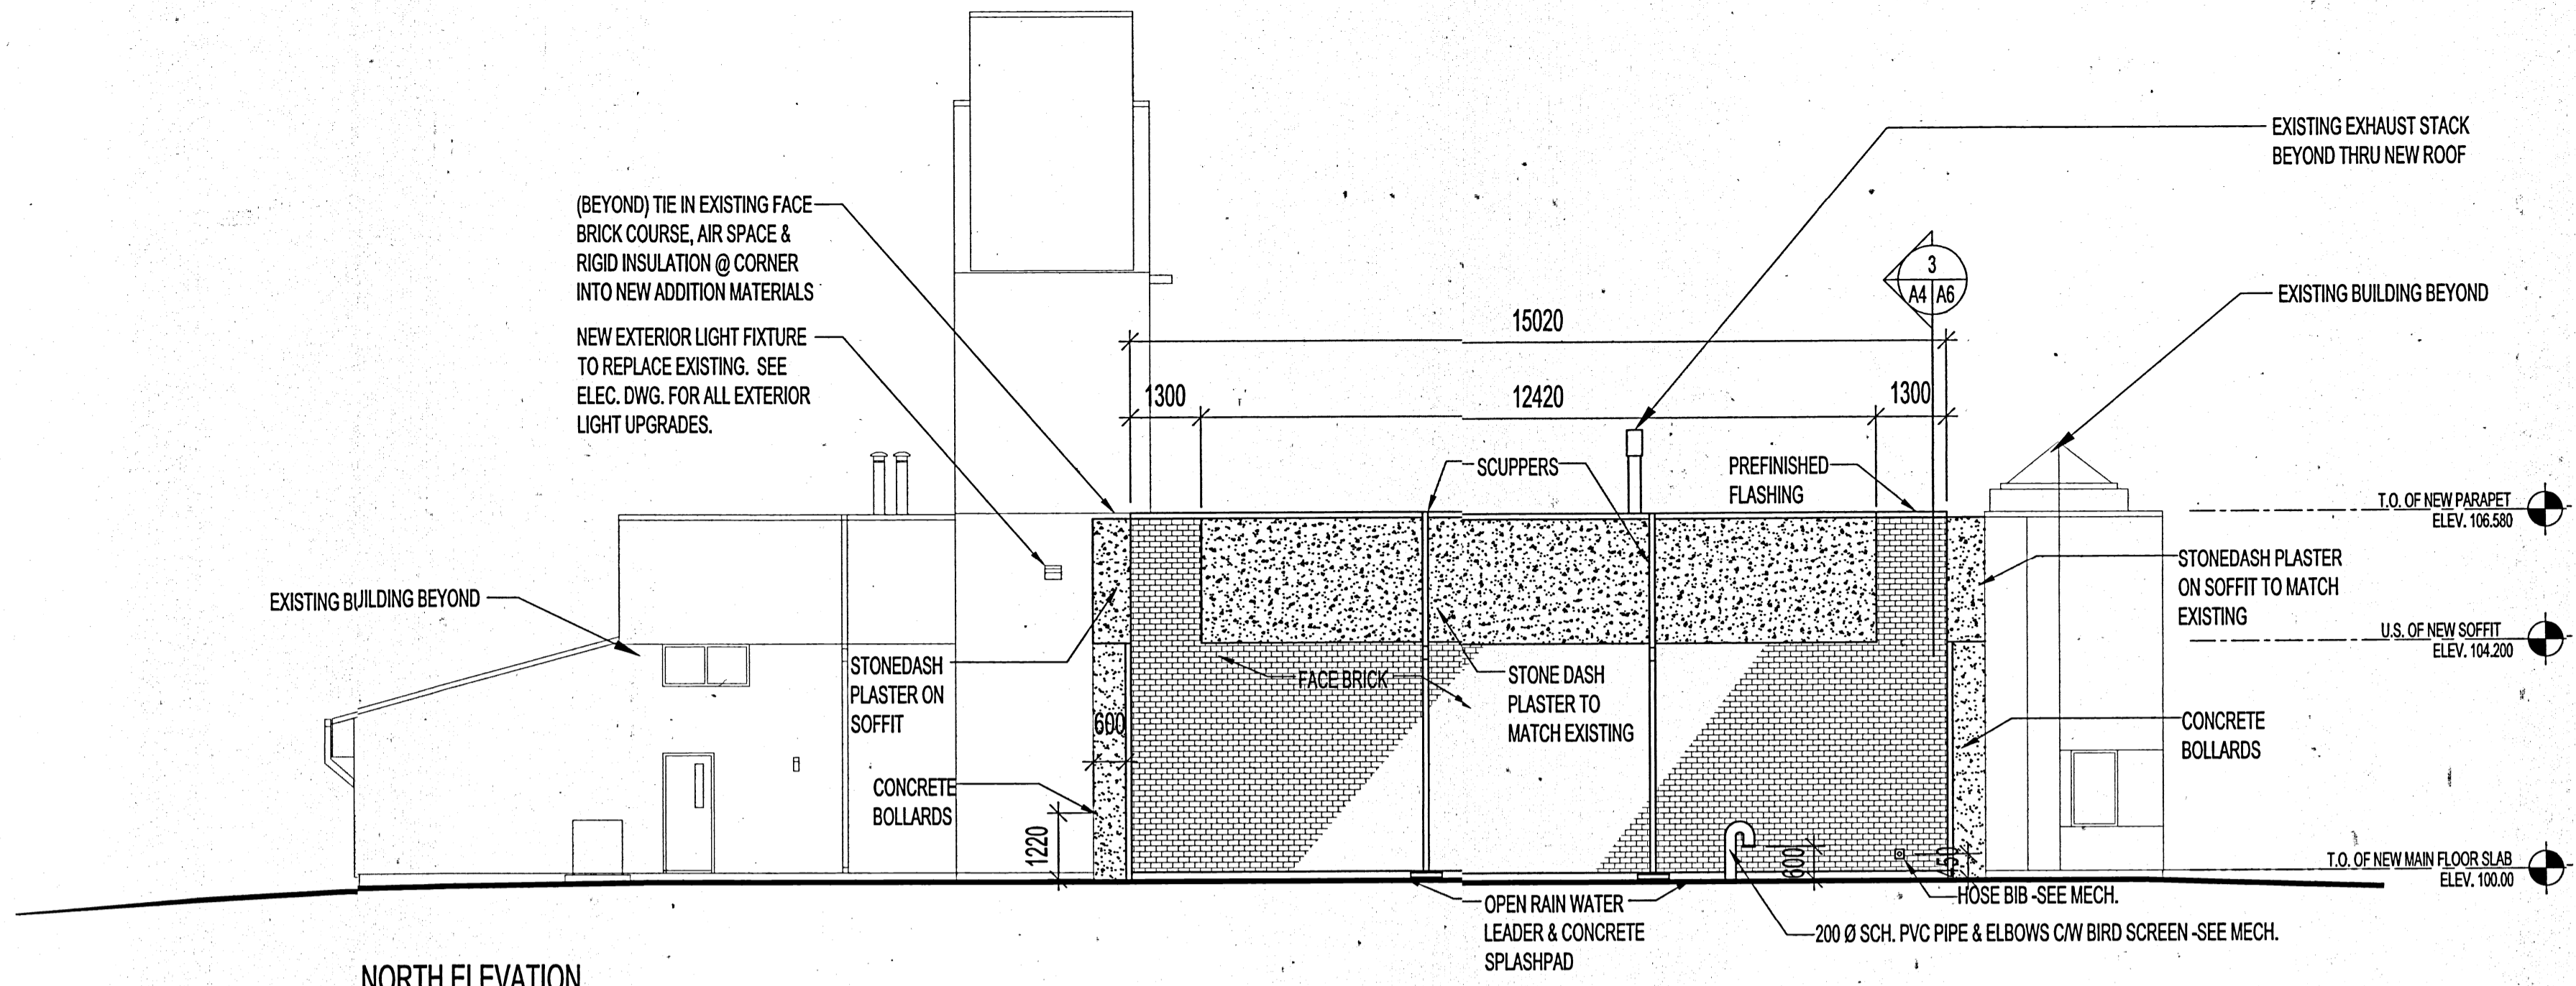 EXISTING EXHAUST STACK
BEYOND THRU NEW ROOF
(BEYOND) TIE IN EXISTING FACE
BRICK COURSE, AIR SPACE &
RIGID INSULATION @ CORNER
INTO NEW ADDITION MATERIALS
NEW EXTERIOR LIGHT FIXTURE
TO REPLACE EXISTING. SEE
ELEC. DWG. FOR ALL EXTERIOR
LIGHT UPGRADES.
3
A4 A6
EXISTING BUILDING BEYOND
15020
1300
12420
1300
SCUPPERS
PREFINISHED
FLASHING
T.O. OF NEW PARAPET
ELEV. 106.580
STONEDASH PLASTER
ON SOFFIT TO MATCH
EXISTING
EXISTING BUILDING BEYOND
U.S. OF NEW SOFFIT
ELEV. 104.200
STONEDASH
PLASTER ON
SOFFIT
FACE BRICK
STONE DASH
PLASTER TO
MATCH EXISTING
600
CONCRETE
BOLLARDS
CONCRETE
BOLLARDS
1220
600
450
T.O. OF NEW MAIN FLOOR SLAB
ELEV. 100.00
HOSE BIB -SEE MECH.
OPEN RAIN WATER
LEADER & CONCRETE
SPLASHPAD
200 Ø SCH. PVC PIPE & ELBOWS C/W BIRD SCREEN -SEE MECH.
NORTH ELEVATION